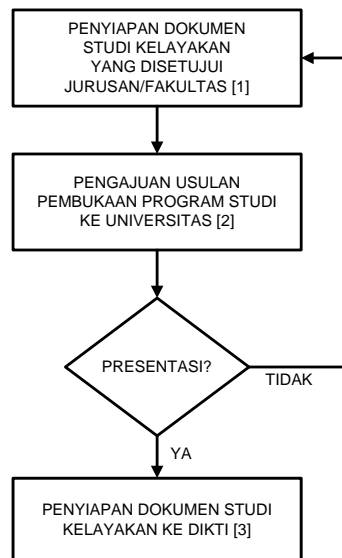 PENYIAPAN DOKUMEN
STUDI KELAYAKAN
YANG DISETUJUI
JURUSAN/FAKULTAS [1]
PENGAJUAN USULAN
PEMBUKAAN PROGRAM STUDI
KE UNIVERSITAS [2]
PRESENTASI?
TIDAK
YA
PENYIAPAN DOKUMEN STUDI
KELAYAKAN KE DIKTI [3]